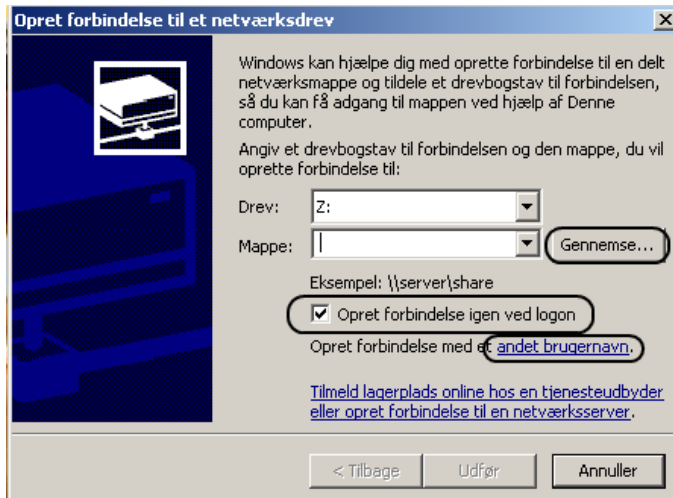 Opret forbindelse til et netværksdrev
Windows kan hjælpe dig med oprette forbindelse til en delt
netværksmappe og tildele et drevbogstav til forbindelsen,
så du kan få adgang til mappen ved hjælp af Denne
computer.
Angiv et drevbogstav til forbindelsen og den mappe, du vil
oprette forbindelse til:
Drev: Z:
Mappe: Gennemse...
Eksempel: \\server\share
Opret forbindelse igen ved logon
Opret forbindelse med et andet brugernavn.
Tilmeld lagerplads online hos en tjenesteudbyder
eller opret forbindelse til en netværksserver.
< Tilbage Udfør Annuller